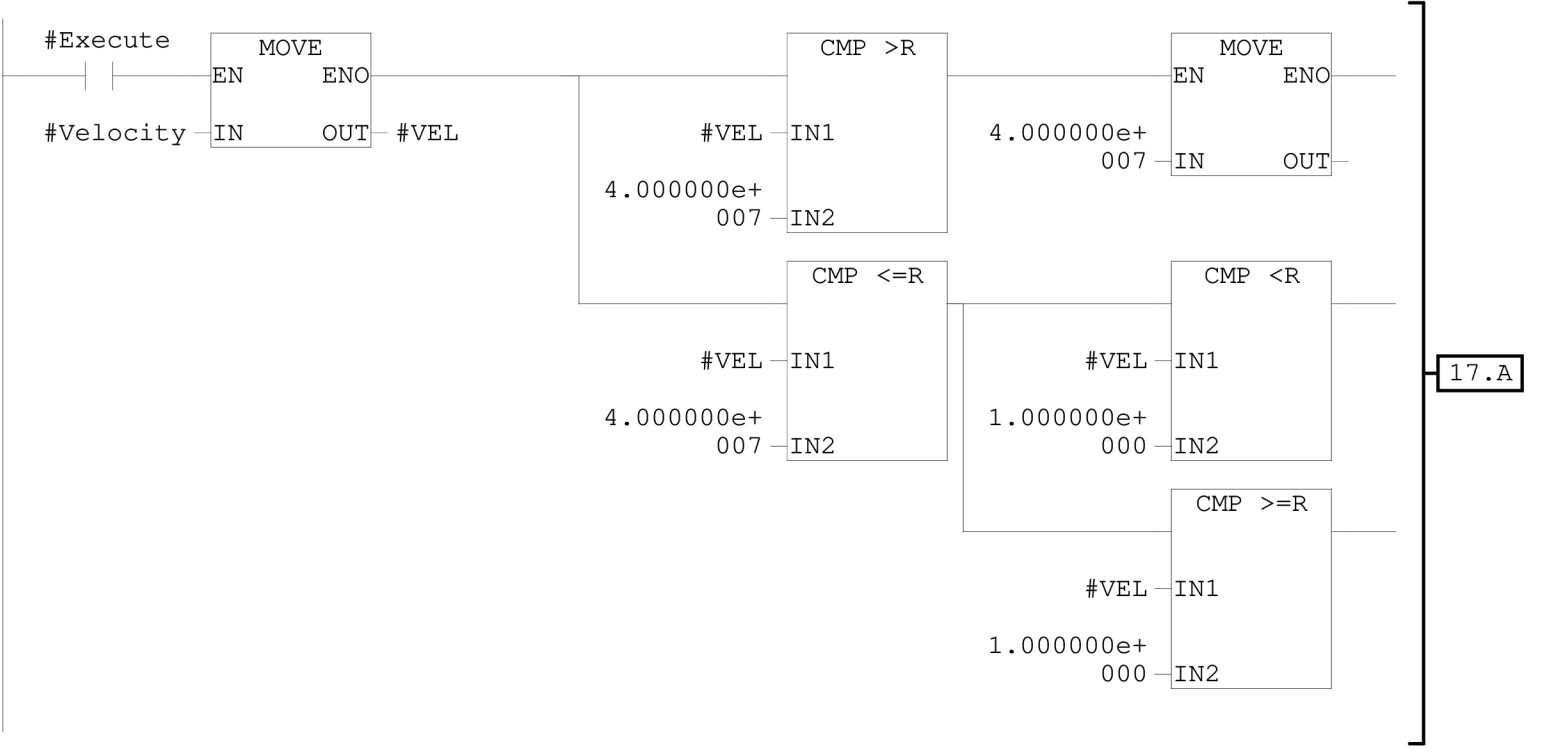 #Execute
MOVE
EN ENO
#Velocity IN OUT #VEL
CMP >R
#VEL IN1
4.000000e+
007 IN2
MOVE
EN ENO
4.000000e+
007 IN OUT
CMP <=R
#VEL IN1
4.000000e+
007 IN2
CMP <R
#VEL IN1
1.000000e+
000 IN2
CMP >=R
#VEL IN1
1.000000e+
000 IN2
17.A